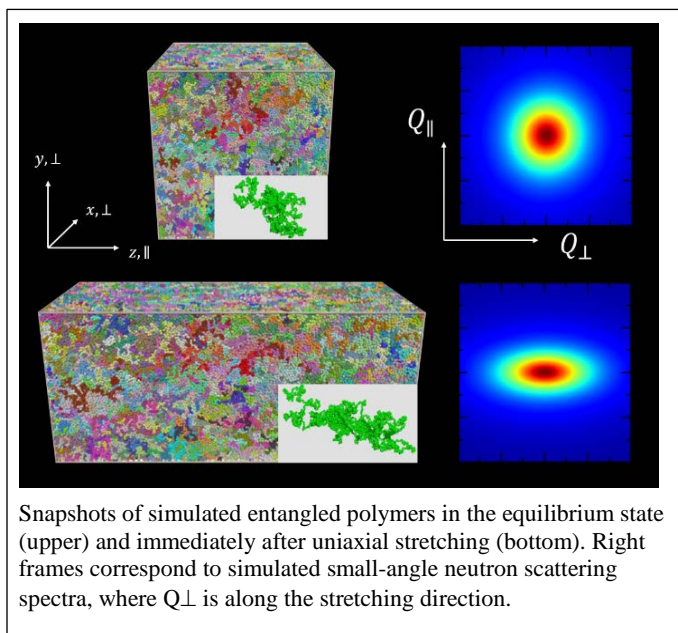 y,⊥
x,⊥
z,∥
Q∥
Q⊥
Snapshots of simulated entangled polymers in the equilibrium state
(upper) and immediately after uniaxial stretching (bottom). Right
frames correspond to simulated small-angle neutron scattering
spectra, where Q⊥ is along the stretching direction.